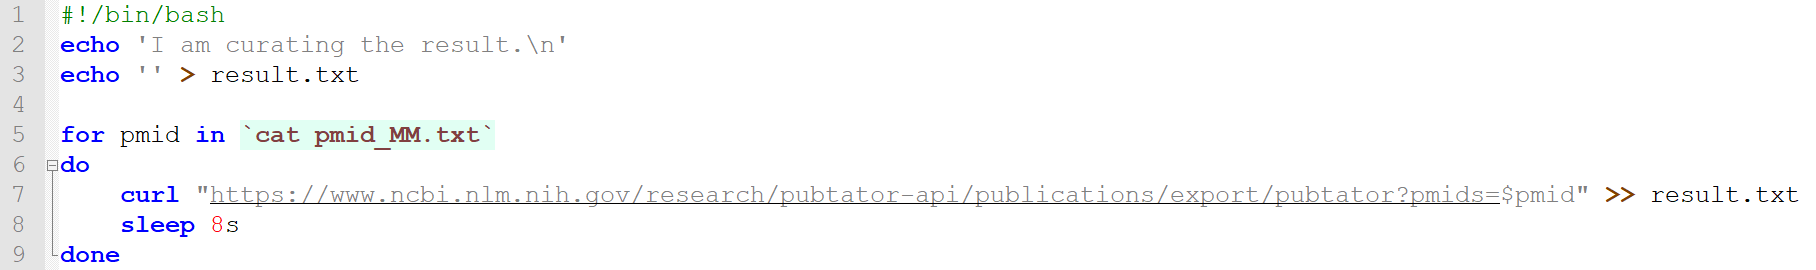 1 #!/bin/bash
2 echo 'I am curating the result.\n'
3 echo '' > result.txt
4
5 for pmid in `cat pmid_MM.txt`
6 do
7 curl "https://www.ncbi.nlm.nih.gov/research/pubtator-api/publications/export/pubtator?pmids=$pmid" >> result.txt
8 sleep 8s
9 done